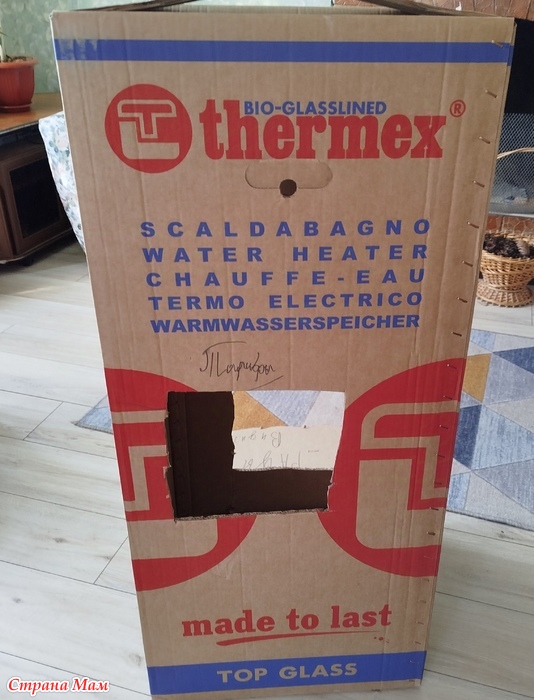 BIO-GLASSLINED
thermex®
SCALDABAGNO
WATER HEATER
CHAUFFE-EAU
TERMO ELECTRICO
WARMWASSERSPEICHER
made to last
TOP GLASS
Страна Мам